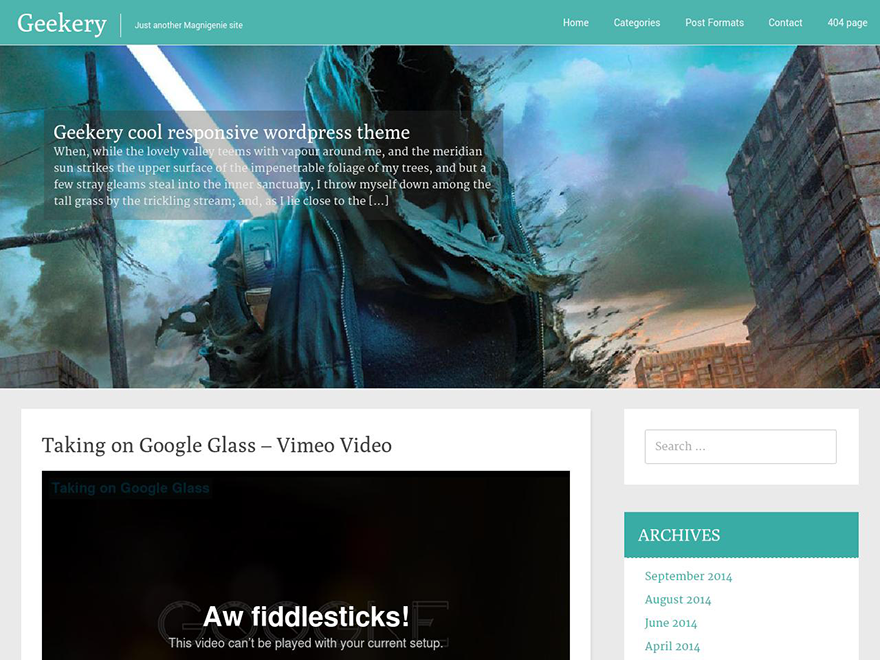 Geekery
Just another Magnigenie site
Home
Categories
Post Formats
Contact
404 page
Geekery cool responsive wordpress theme
When, while the lovely valley teems with vapour around me, and the meridian
sun strikes the upper surface of the impenetrable foliage of my trees, and but a
few stray gleams steal into the inner sanctuary, I throw myself down among the
tall grass by the trickling stream; and, as I lie close to the [...]
Taking on Google Glass – Vimeo Video
Taking on Google Glass
Aw fiddlesticks!
This video can’t be played with your current setup.
Search ...
ARCHIVES
September 2014
August 2014
June 2014
April 2014